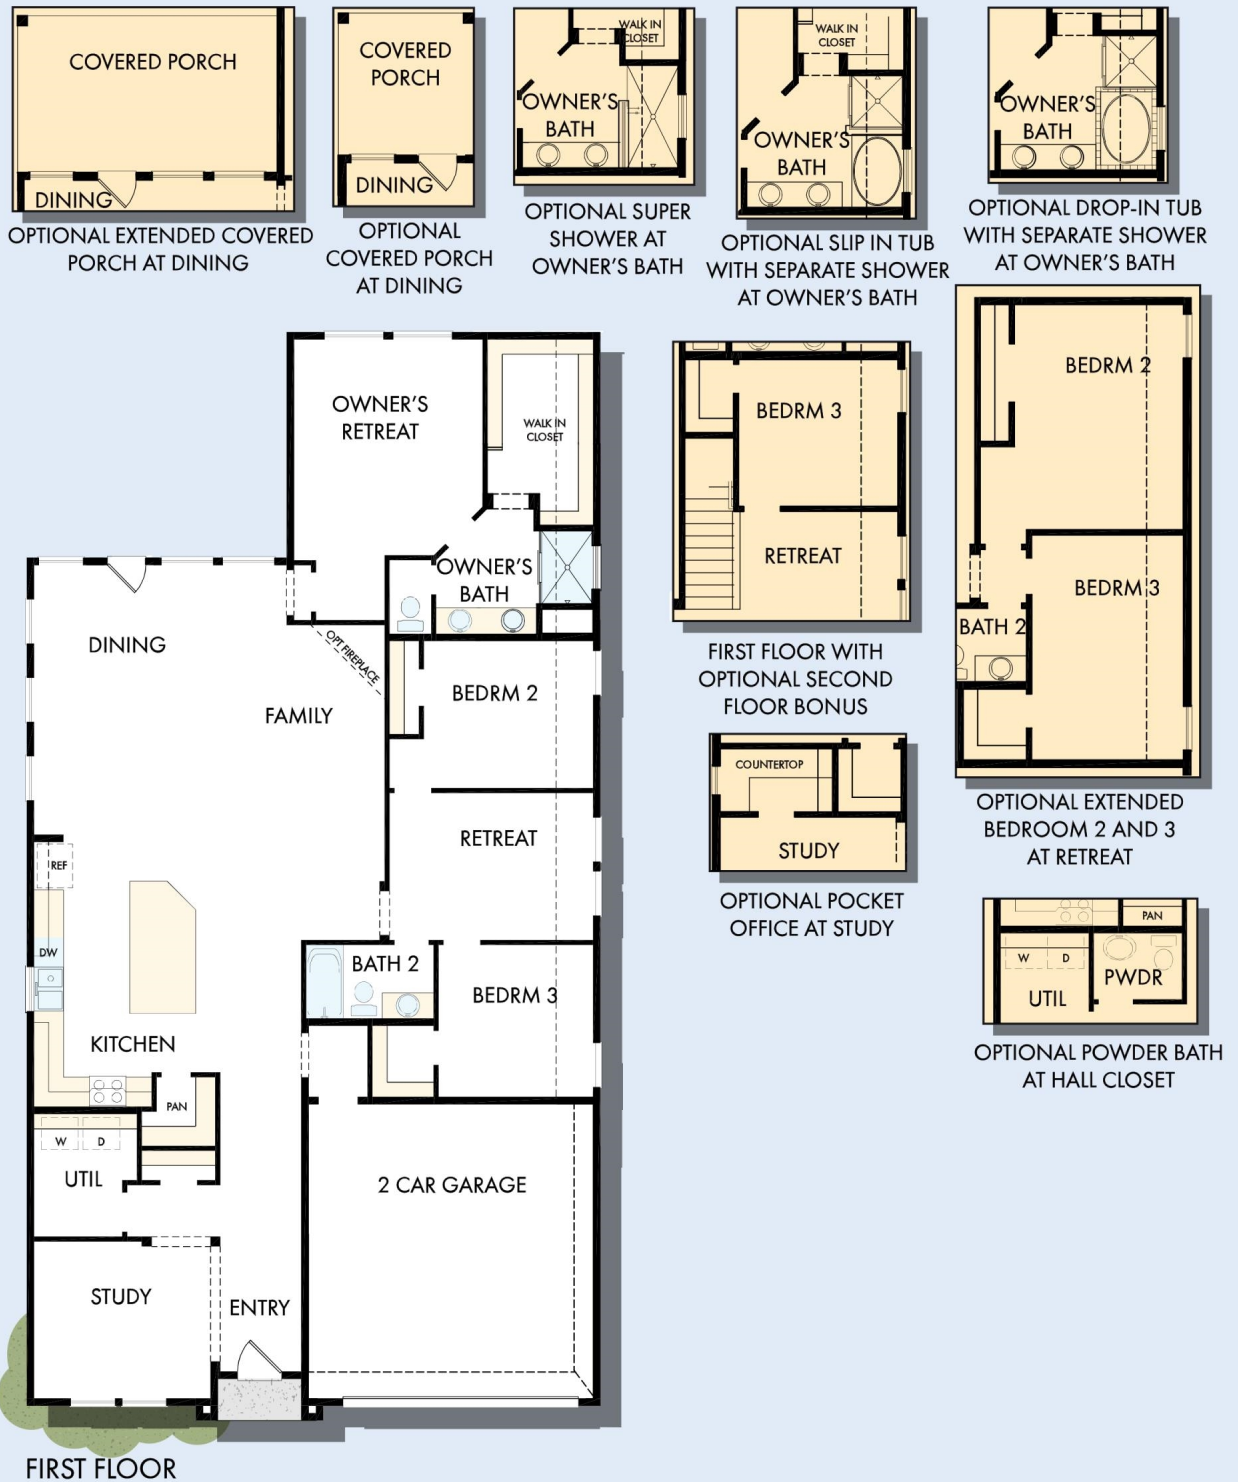 COVERED PORCH
DINING
OPTIONAL EXTENDED COVERED
PORCH AT DINING
COVERED
PORCH
DINING
OPTIONAL
COVERED PORCH
AT DINING
WALK IN
CLOSET
OWNER'S
BATH
OPTIONAL SUPER
SHOWER AT
OWNER'S BATH
WALK IN
CLOSET
OWNER'S
BATH
OPTIONAL SLIP IN TUB
WITH SEPARATE SHOWER
AT OWNER'S BATH
OWNER'S
BATH
OPTIONAL DROP-IN TUB
WITH SEPARATE SHOWER
AT OWNER'S BATH
OWNER'S
RETREAT
WALK IN
CLOSET
OWNER'S
BATH
DINING
OPT FIREPLACE
FAMILY
BEDRM 2
RETREAT
REF
DW
BATH 2
BEDRM 3
KITCHEN
PAN
W D
UTIL
2 CAR GARAGE
STUDY
ENTRY
FIRST FLOOR
BEDRM 3
RETREAT
FIRST FLOOR WITH
OPTIONAL SECOND
FLOOR BONUS
BEDRM 2
BEDRM 3
BATH 2
OPTIONAL EXTENDED
BEDROOM 2 AND 3
AT RETREAT
COUNTERTOP
STUDY
OPTIONAL POCKET
OFFICE AT STUDY
PAN
W D
PWDR
UTIL
OPTIONAL POWDER BATH
AT HALL CLOSET